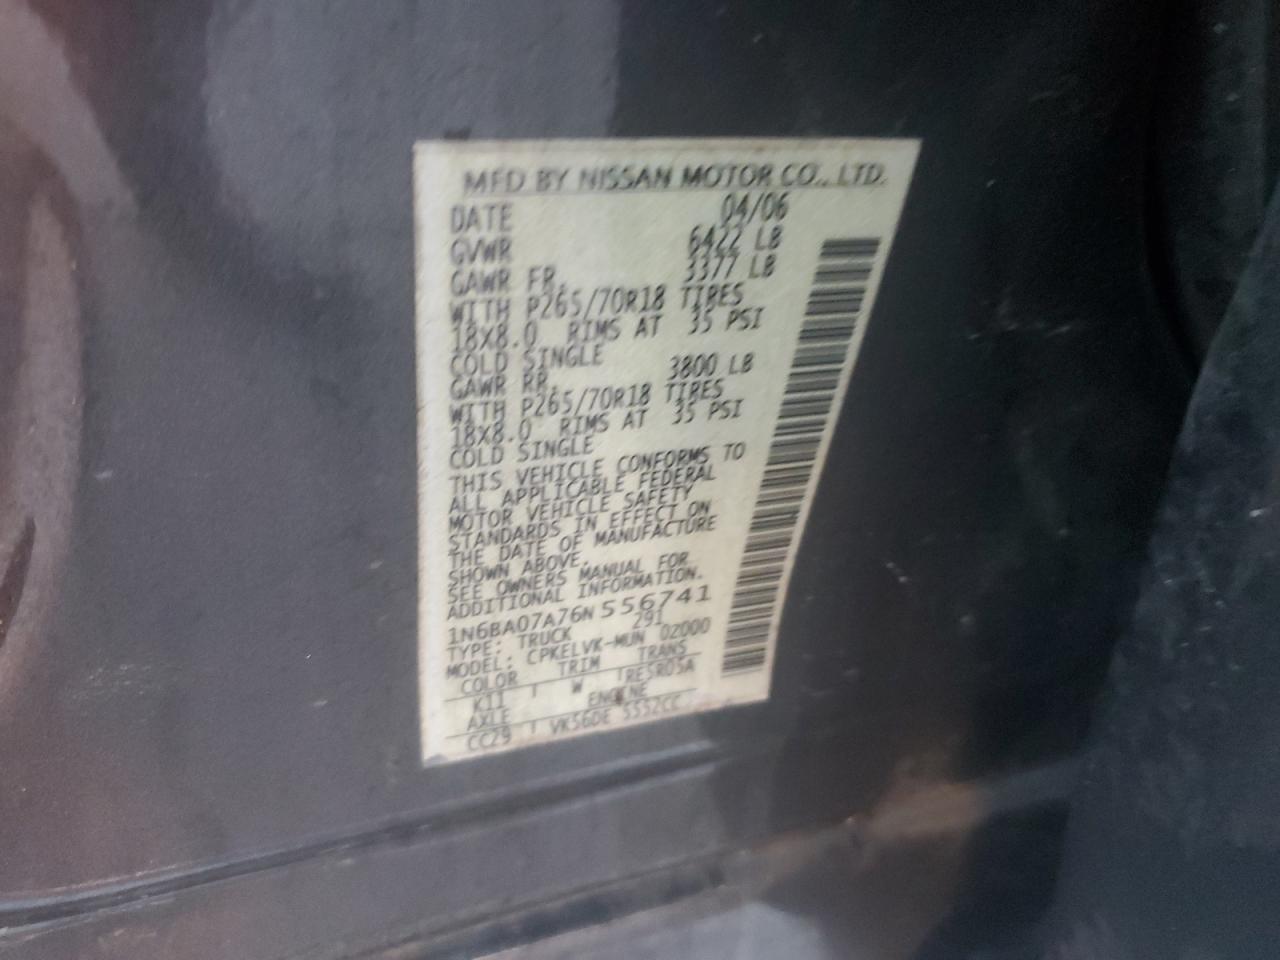 MFD BY NISSAN MOTOR CO., LTD.
DATE 04/06
GVWR 6422 LB
GAWR FR. 3377 LB
WITH P265/70R18 TIRES
18X8.0 RIMS AT 35 PSI
COLD SINGLE
GAWR RR. 3800 LB
WITH P265/70R18 TIRES
18X8.0 RIMS AT 35 PSI
COLD SINGLE
THIS VEHICLE CONFORMS TO
ALL APPLICABLE FEDERAL
MOTOR VEHICLE SAFETY
STANDARDS IN EFFECT ON
THE DATE OF MANUFACTURE
SHOWN ABOVE.
SEE OWNERS MANUAL FOR
ADDITIONAL INFORMATION.
1N6BA07A76N556741
TYPE: TRUCK 291
MODEL: CPKELVK-MUN 02000
COLOR TRIM TRANS
K11 W RE5R05A
AXLE ENGINE
CC29 VK56DE 5552CC